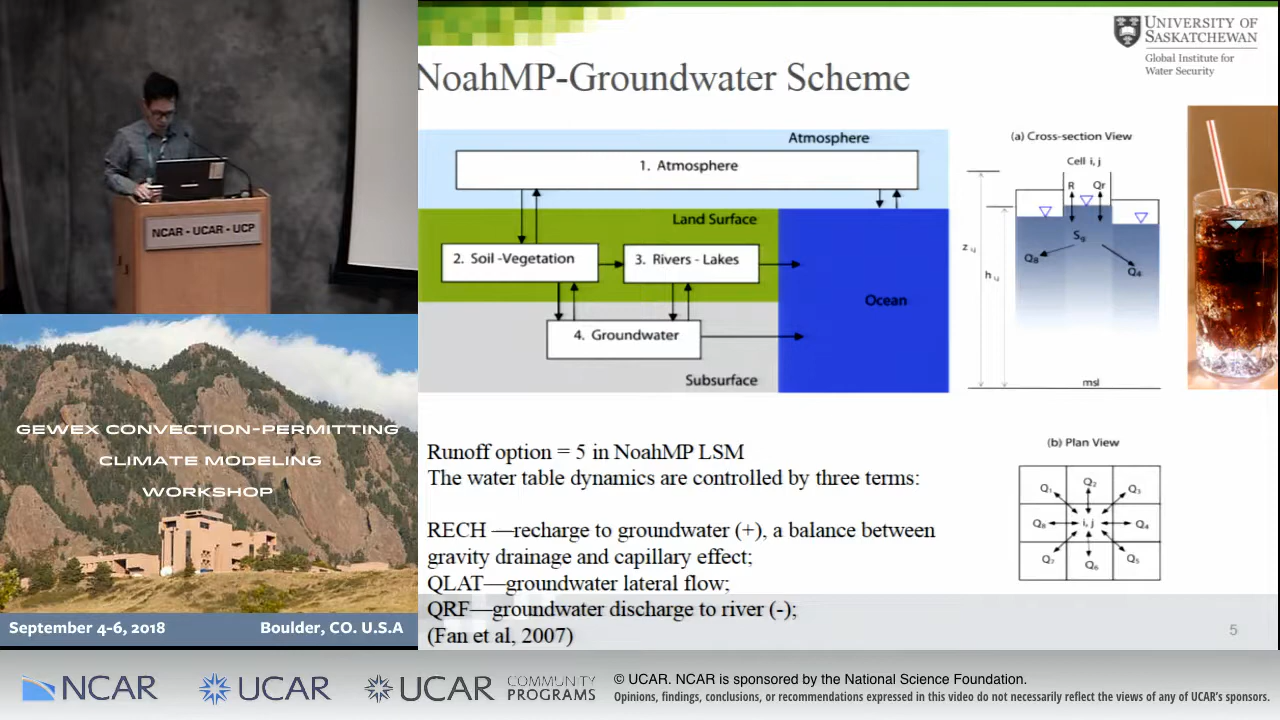 NCAR - UCAR - UCP
GEWEX CONVECTION-PERMITTING
CLIMATE MODELING
WORKSHOP
September 4-6, 2018
Boulder, CO. U.S.A
UNIVERSITY OF
SASKATCHEWAN
Global Institute for
Water Security
NoahMP-Groundwater Scheme
Atmosphere
1. Atmosphere
Land Surface
2. Soil -Vegetation
3. Rivers - Lakes
Ocean
4. Groundwater
Subsurface
(a) Cross-section View
Cell i, j
R Qr
Sg
Q8
Q4
msl
(b) Plan View
Q1 Q2 Q3
Q8 i, j Q4
Q7 Q6 Q5
Runoff option = 5 in NoahMP LSM
The water table dynamics are controlled by three terms:
RECH —recharge to groundwater (+), a balance between
gravity drainage and capillary effect;
QLAT—groundwater lateral flow;
QRF—groundwater discharge to river (-);
(Fan et al, 2007)
5
NCAR
UCAR
UCAR
COMMUNITY
PROGRAMS
© UCAR. NCAR is sponsored by the National Science Foundation.
Opinions, findings, conclusions, or recommendations expressed in this video do not necessarily reflect the views of any of UCAR's sponsors.